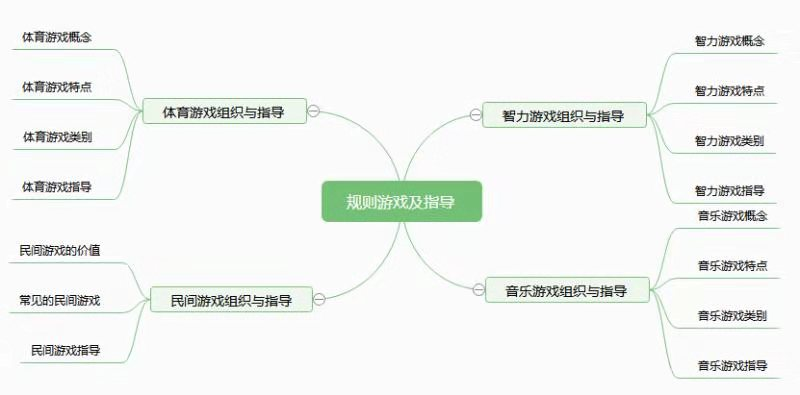 规则游戏及指导
体育游戏组织与指导
体育游戏概念
体育游戏特点
体育游戏类别
体育游戏指导
民间游戏组织与指导
民间游戏的价值
常见的民间游戏
民间游戏指导
智力游戏组织与指导
智力游戏概念
智力游戏特点
智力游戏类别
智力游戏指导
音乐游戏组织与指导
音乐游戏概念
音乐游戏特点
音乐游戏类别
音乐游戏指导